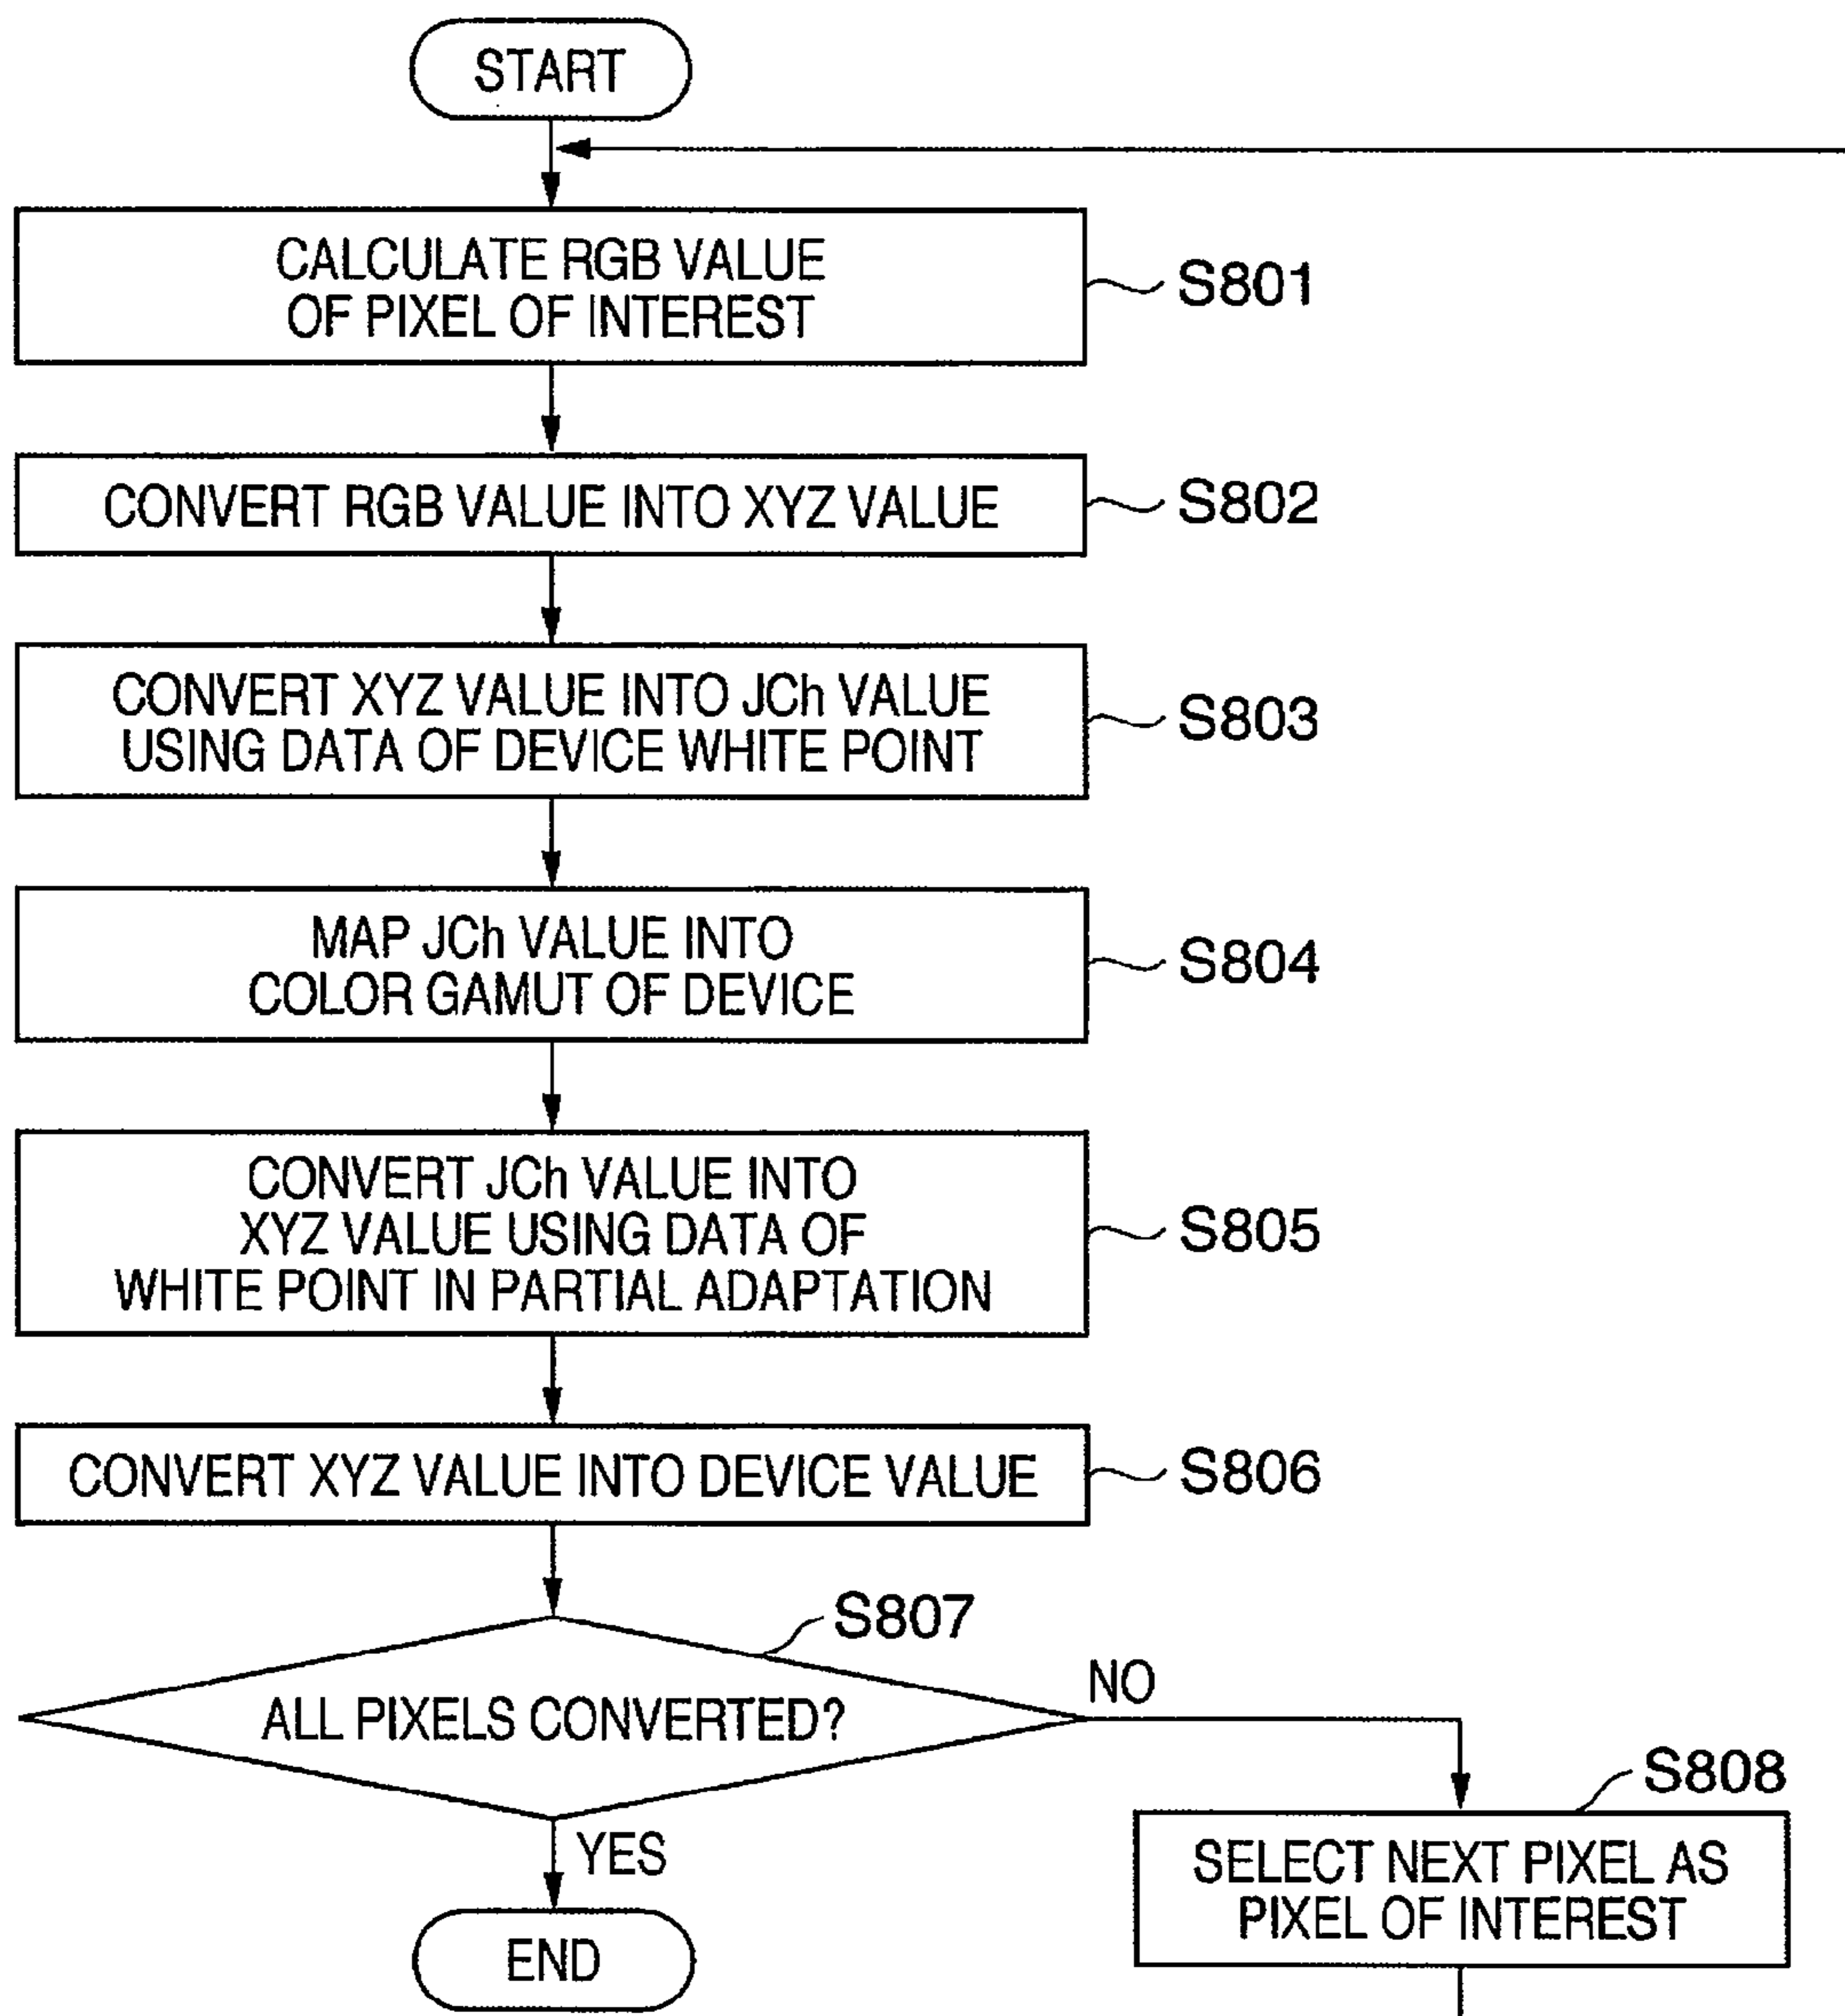 START
CALCULATE RGB VALUE
OF PIXEL OF INTEREST
S801
CONVERT RGB VALUE INTO XYZ VALUE
S802
CONVERT XYZ VALUE INTO JCh VALUE
USING DATA OF DEVICE WHITE POINT
S803
MAP JCh VALUE INTO
COLOR GAMUT OF DEVICE
S804
CONVERT JCh VALUE INTO
XYZ VALUE USING DATA OF
WHITE POINT IN PARTIAL ADAPTATION
S805
CONVERT XYZ VALUE INTO DEVICE VALUE
S806
S807
ALL PIXELS CONVERTED?
NO
S808
SELECT NEXT PIXEL AS
PIXEL OF INTEREST
YES
END